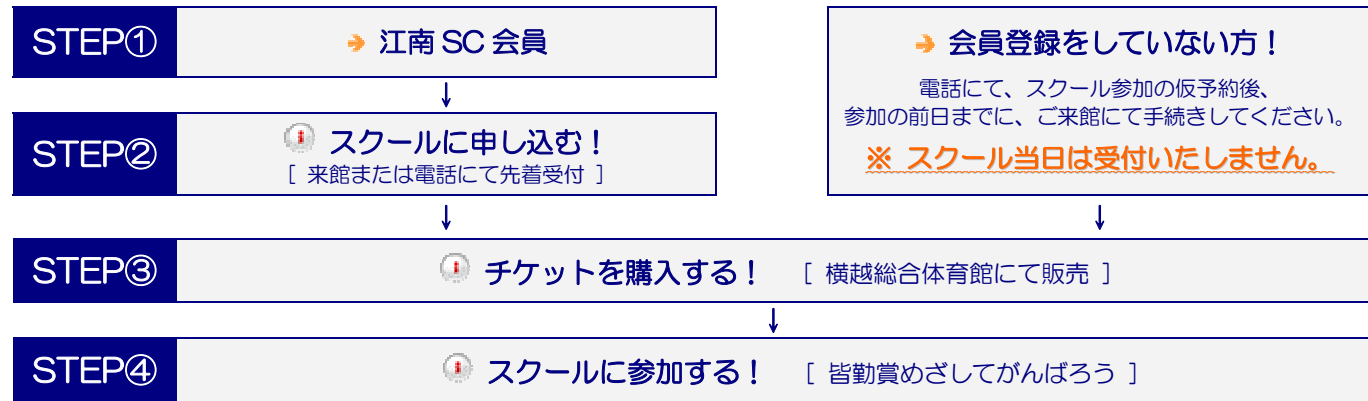 STEP①
江南SC会員
↓
STEP②
スクールに申し込む！
[ 来館または電話にて先着受付 ]
↓
会員登録をしていない方！
電話にて、スクール参加の仮予約後、
参加の前日までに、ご来館にて手続きしてください。
※ スクール当日は受付いたしません。
↓
STEP③
チケットを購入する！ [ 横越総合体育館にて販売 ]
↓
STEP④
スクールに参加する！ [ 皆勤賞めざしてがんばろう ]